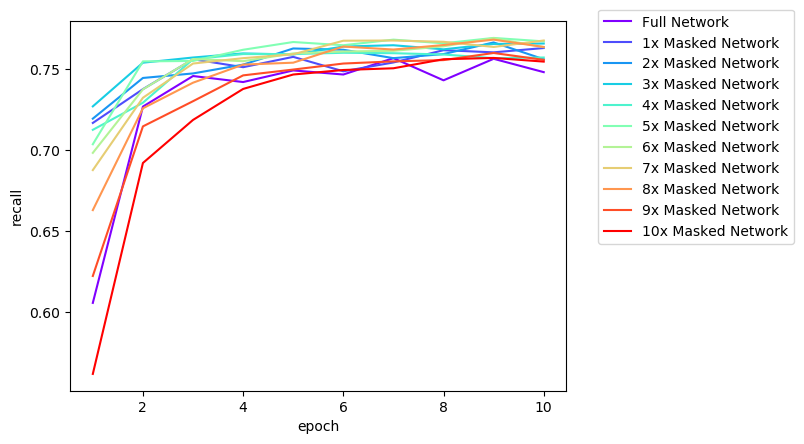 Full Network
1x Masked Network
2x Masked Network
3x Masked Network
4x Masked Network
5x Masked Network
6x Masked Network
7x Masked Network
8x Masked Network
9x Masked Network
10x Masked Network
0.75
0.70
0.65
0.60
recall
2 4 6 8 10
epoch